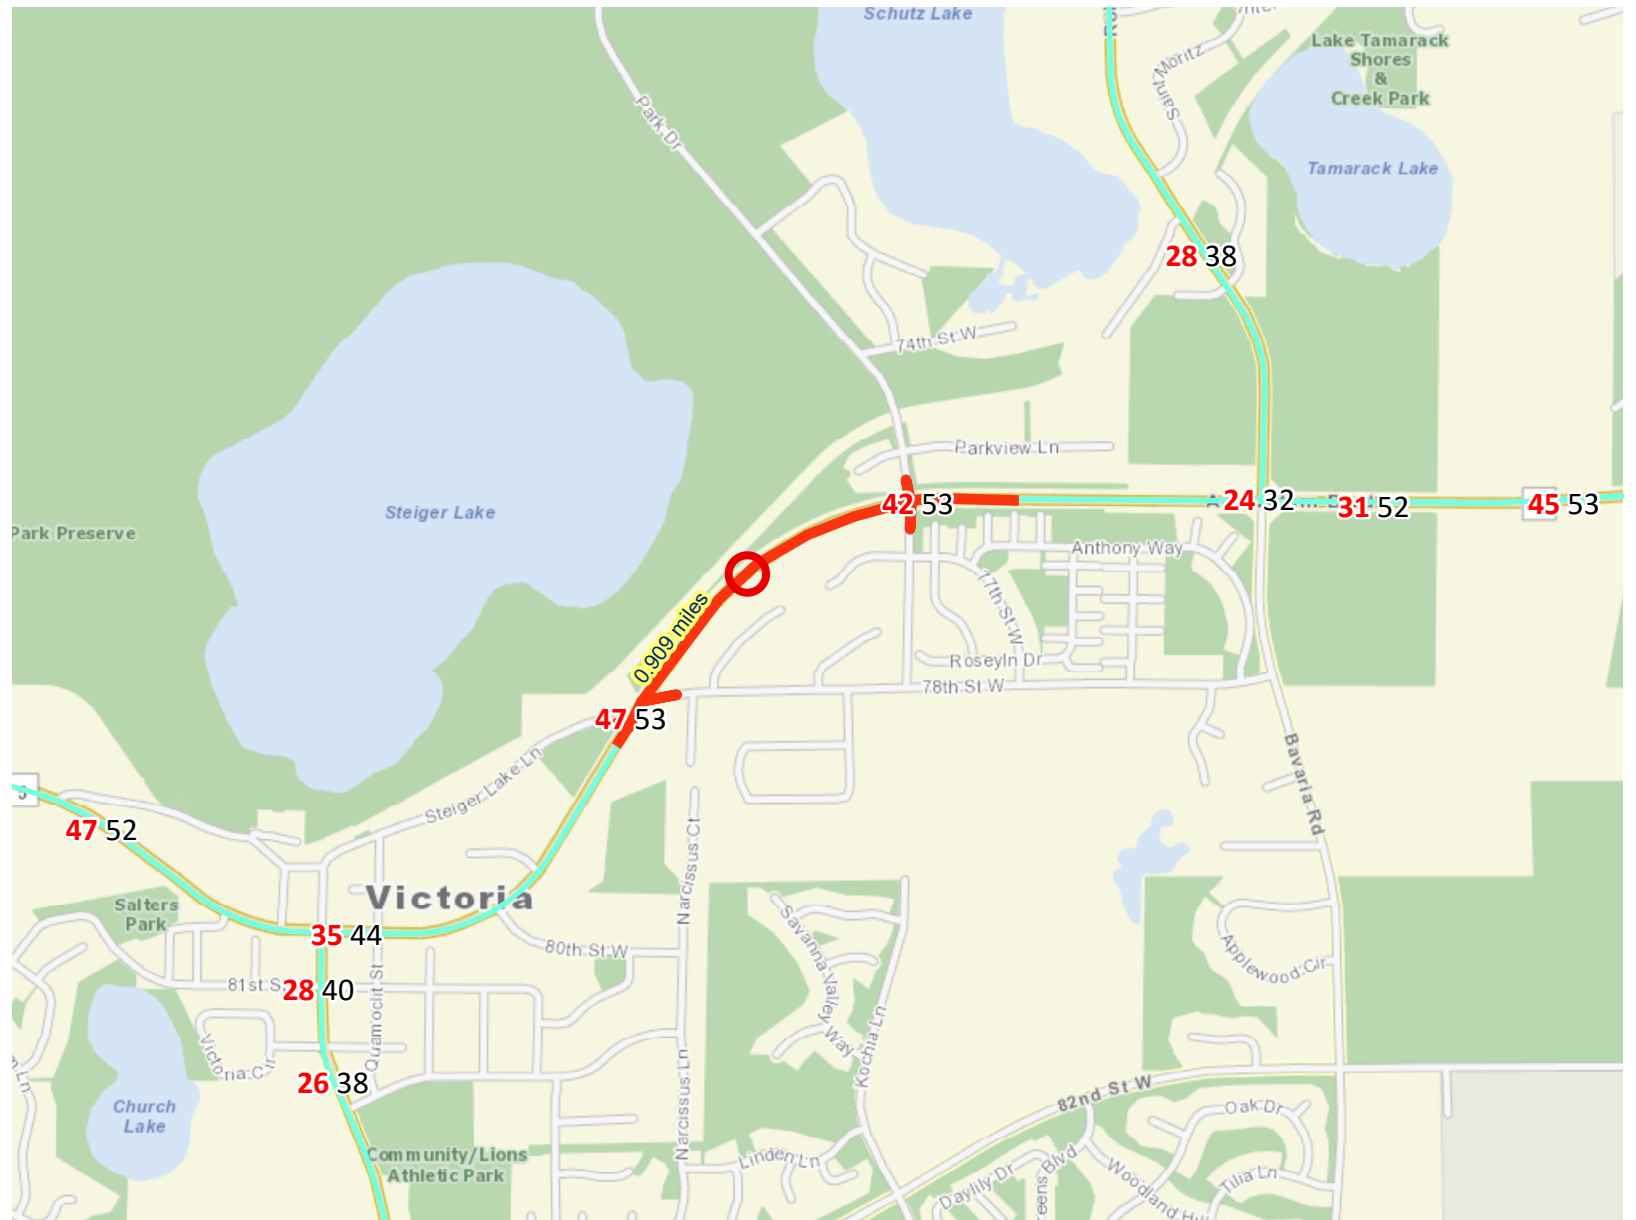 Schutz Lake
Lake Tamarack
Shores
&
Creek Park
Saint Moritz
Park Dr
Tamarack Lake
28 38
74th St W
Parkview Ln
Steiger Lake
42 53
24 32
31 52
45 53
Park Preserve
Anthony Way
77th St W
0.909 miles
Roselyn Dr
78th St W
47 53
Bavaria Rd
Steiger Lake Ln
5
47 52
Narcissus Ct
Victoria
Salters
Park
35 44
80th St W
Savanna Valley Way
Applewood Cir
81st S
28 40
Quamoclit St
Victoria Cir
Kochia Ln
26 38
Narcissus Ln
82nd St W
Church
Lake
Oak Dr
Community/Lions
Athletic Park
Linden Ln
Daylily Dr
Blvd
Woodland
Tilia Ln